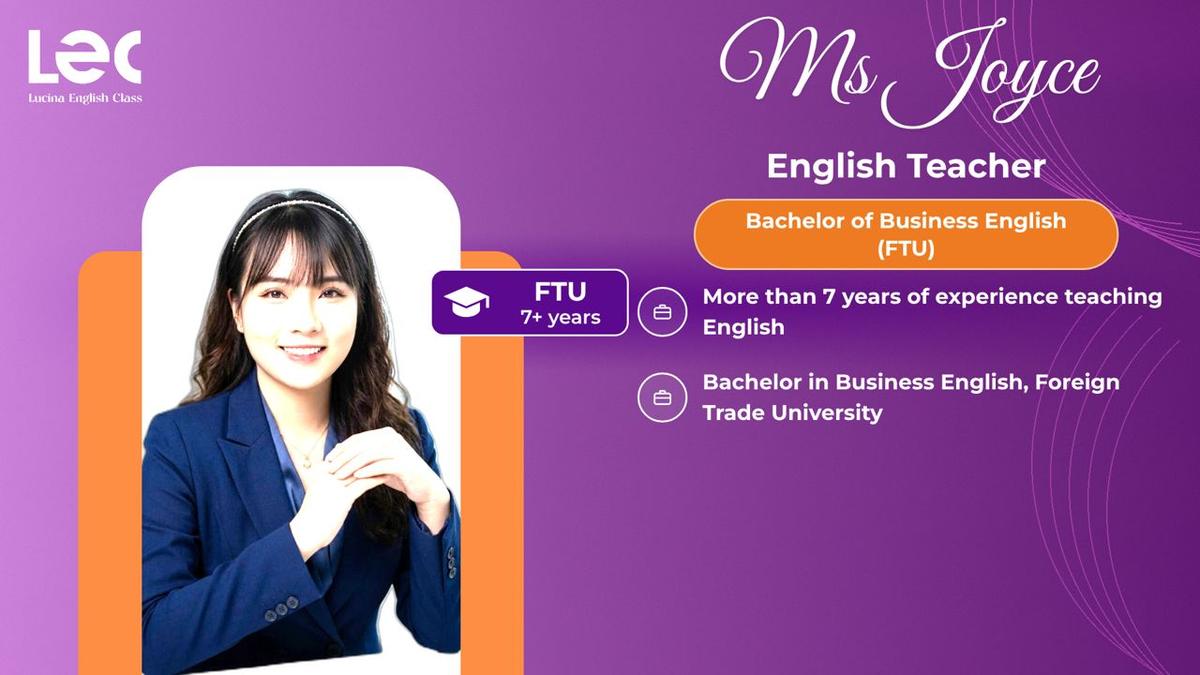 Lec
Lucina English Class
Ms Joyce
English Teacher
Bachelor of Business English
(FTU)
FTU
7+ years
More than 7 years of experience teaching
English
Bachelor in Business English, Foreign
Trade University